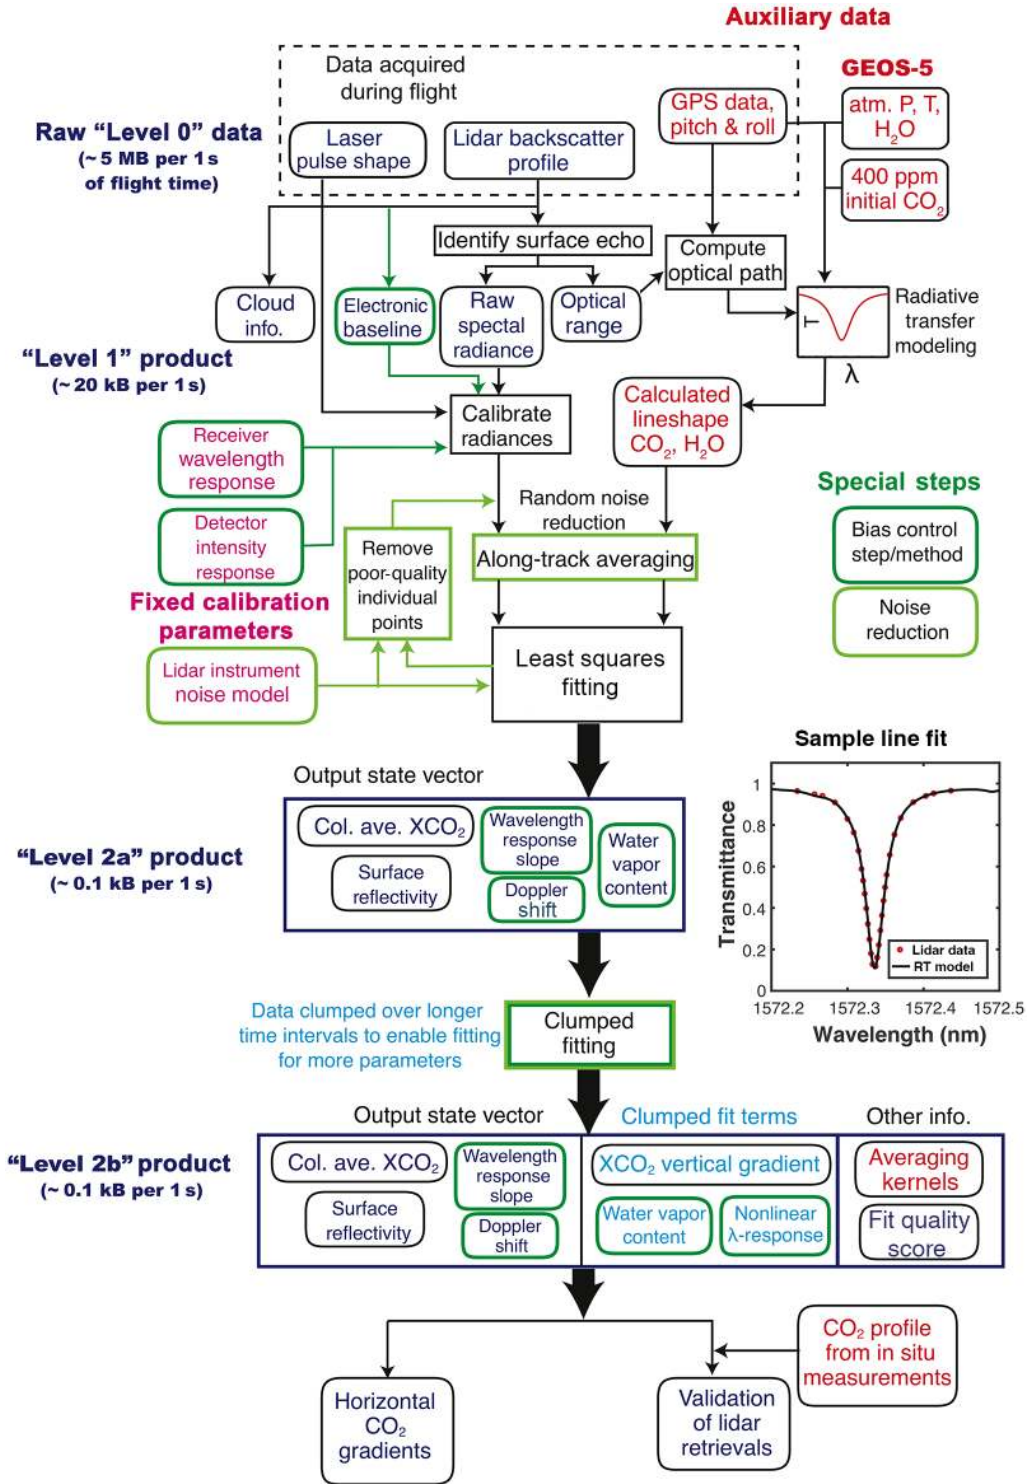 Auxiliary data
Data acquired
during flight
GEOS-5
GPS data,
pitch & roll
atm. P, T,
H₂O
Raw “Level 0” data
(~ 5 MB per 1s
of flight time)
Laser
pulse shape
Lidar backscatter
profile
400 ppm
initial CO₂
Identify surface echo
Compute
optical path
Cloud
info.
Electronic
baseline
Raw
spectal
radiance
Optical
range
T
λ
Radiative
transfer
modeling
“Level 1” product
(~ 20 kB per 1s)
Calibrate
radiances
Calculated
lineshape
CO₂, H₂O
Receiver
wavelength
response
Detector
intensity
response
Special steps
Bias control
step/method
Noise
reduction
Random noise
reduction
Remove
poor-quality
individual
points
Along-track averaging
Fixed calibration
parameters
Lidar instrument
noise model
Least squares
fitting
Sample line fit
Transmittance
1
0.8
0.6
0.4
0.2
0
Lidar data
RT model
1572.2 1572.3 1572.4 1572.5
Wavelength (nm)
Output state vector
“Level 2a” product
(~ 0.1 kB per 1 s)
Col. ave. XCO₂
Surface
reflectivity
Wavelength
response
slope
Doppler
shift
Water
vapor
content
Data clumped over longer
time intervals to enable fitting
for more parameters
Clumped
fitting
Output state vector
Clumped fit terms
Other info.
“Level 2b” product
(~ 0.1 kB per 1 s)
Col. ave. XCO₂
Surface
reflectivity
Wavelength
response
slope
Doppler
shift
XCO₂ vertical gradient
Water vapor
content
Nonlinear
λ-response
Averaging
kernels
Fit quality
score
CO₂ profile
from in situ
measurements
Horizontal
CO₂
gradients
Validation
of lidar
retrievals